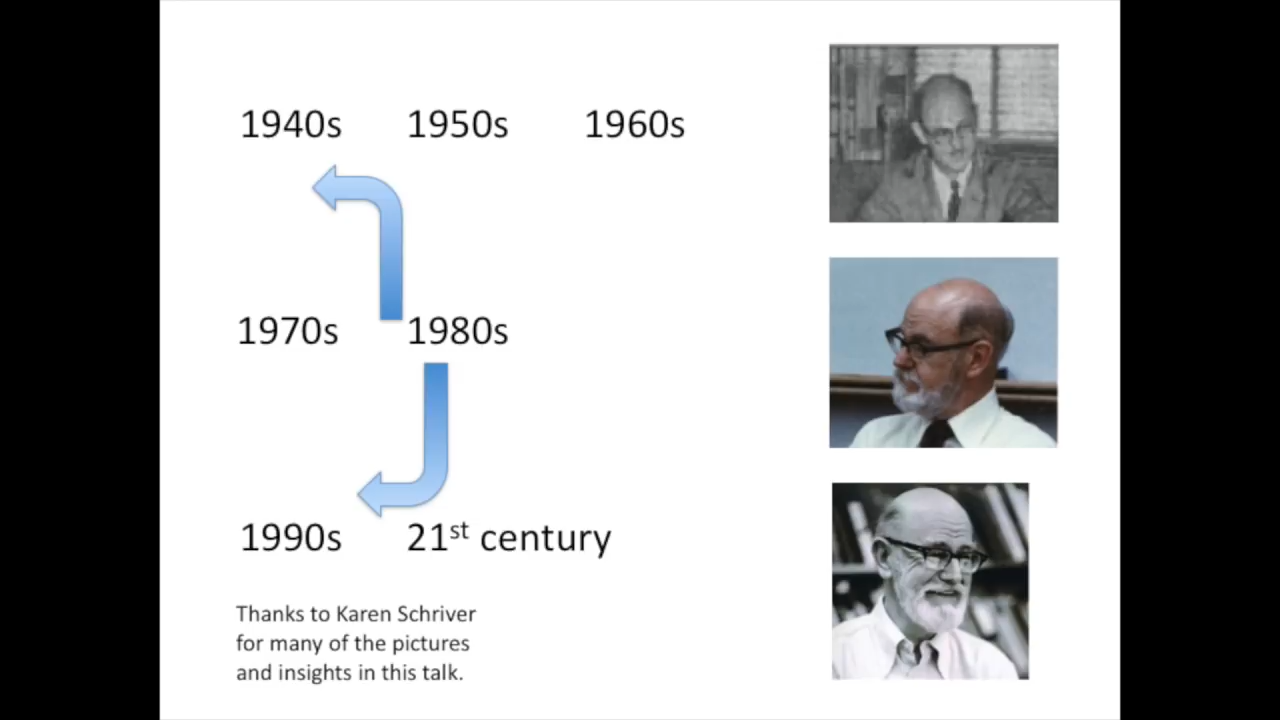 1940s 1950s 1960s
1970s 1980s
1990s 21st century
Thanks to Karen Schriver
for many of the pictures
and insights in this talk.